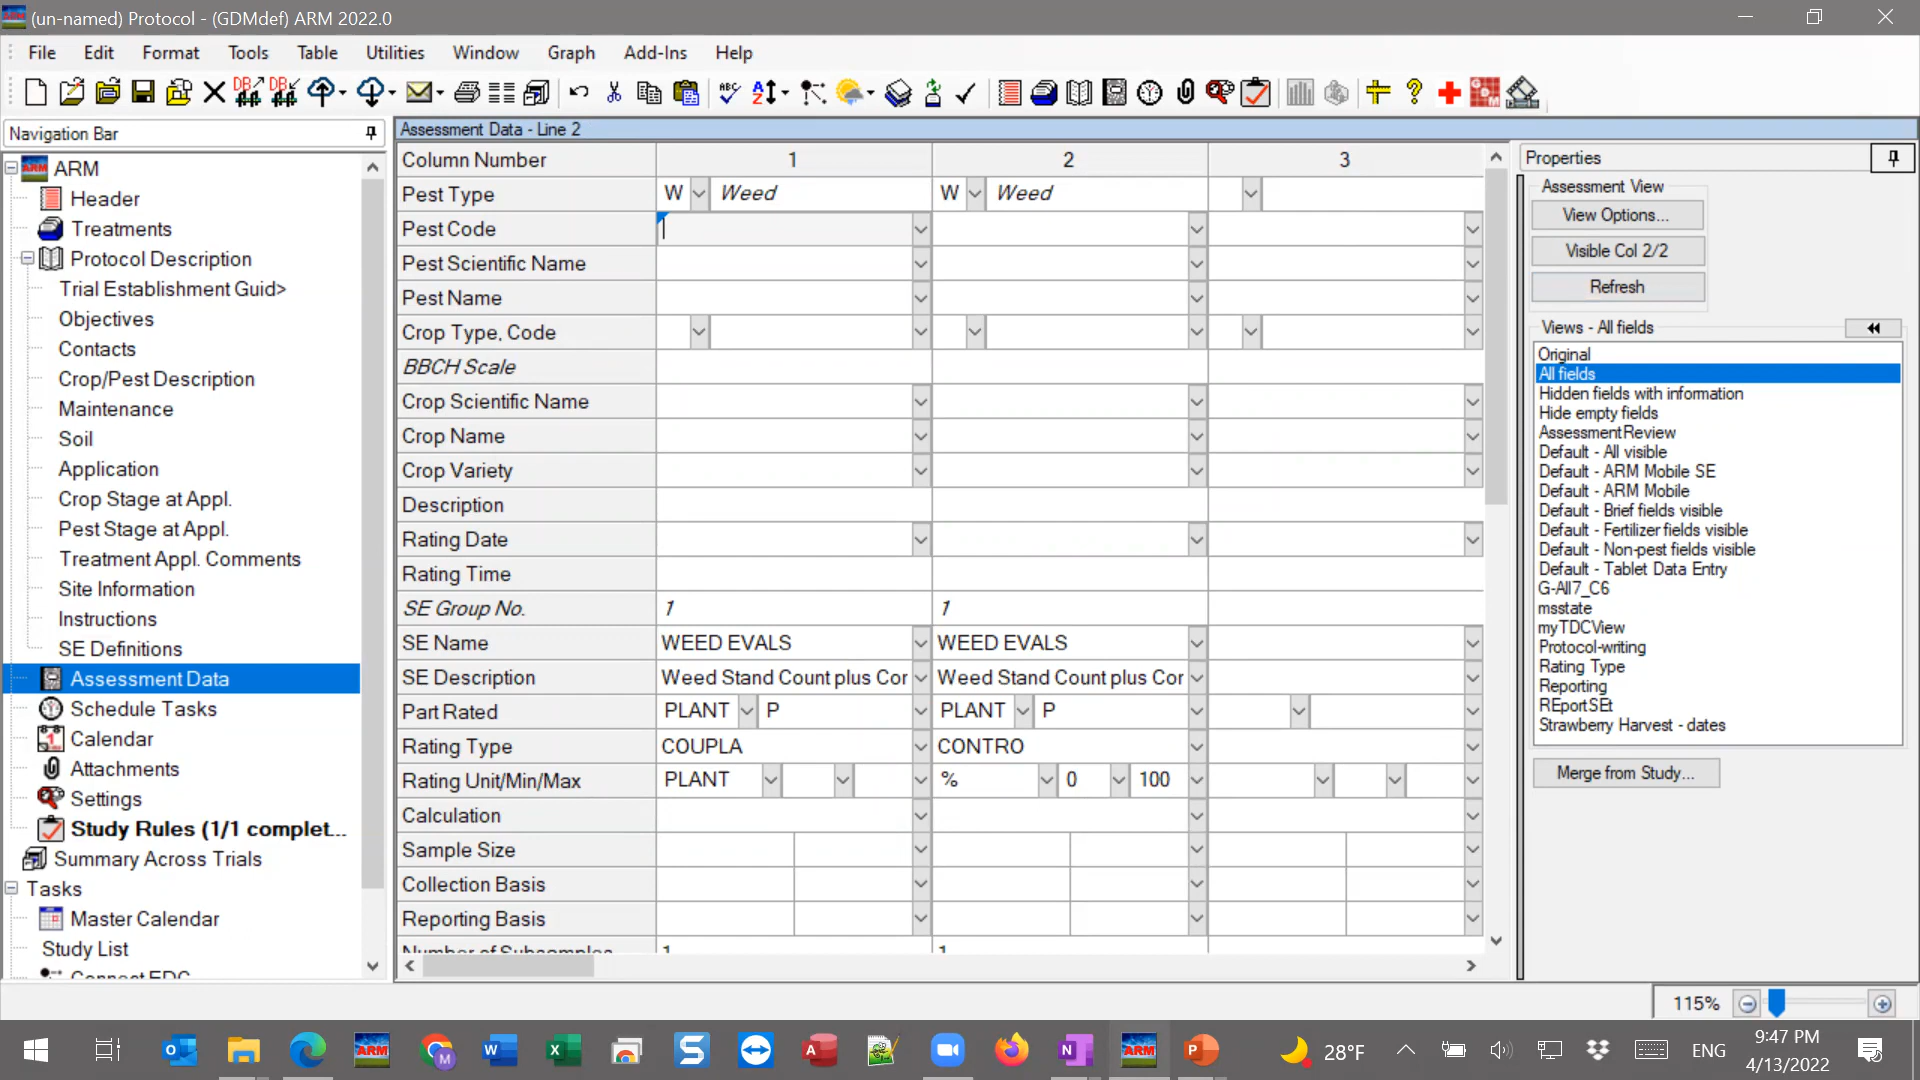 (un-named) Protocol - (GDMdef) ARM 2022.0
File Edit Format Tools Table Utilities Window Graph Add-Ins Help
Navigation Bar
ARM
Header
Treatments
Protocol Description
Trial Establishment Guid>
Objectives
Contacts
Crop/Pest Description
Maintenance
Soil
Application
Crop Stage at Appl.
Pest Stage at Appl.
Treatment Appl. Comments
Site Information
Instructions
SE Definitions
Assessment Data
Schedule Tasks
Calendar
Attachments
Settings
Study Rules (1/1 complet...
Summary Across Trials
Tasks
Master Calendar
Study List
Connect EDC
Assessment Data - Line 2
Column Number 1 2 3
Pest Type W Weed W Weed
Pest Code
Pest Scientific Name
Pest Name
Crop Type, Code
BBCH Scale
Crop Scientific Name
Crop Name
Crop Variety
Description
Rating Date
Rating Time
SE Group No. 1 1
SE Name WEED EVALS WEED EVALS
SE Description Weed Stand Count plus Cor Weed Stand Count plus Cor
Part Rated PLANT P PLANT P
Rating Type COUPLA CONTRO
Rating Unit/Min/Max PLANT % 0 100
Calculation
Sample Size
Collection Basis
Reporting Basis
Number of Subsamples 1 1
Properties
Assessment View
View Options...
Visible Col 2/2
Refresh
Views - All fields
Original
All fields
Hidden fields with information
Hide empty fields
AssessmentReview
Default - All visible
Default - ARM Mobile SE
Default - ARM Mobile
Default - Brief fields visible
Default - Fertilizer fields visible
Default - Non-pest fields visible
Default - Tablet Data Entry
G-All7_C6
msstate
myTDCView
Protocol-writing
Rating Type
Reporting
REportSEt
Strawberry Harvest - dates
Merge from Study...
115%
28°F
ENG
9:47 PM
4/13/2022